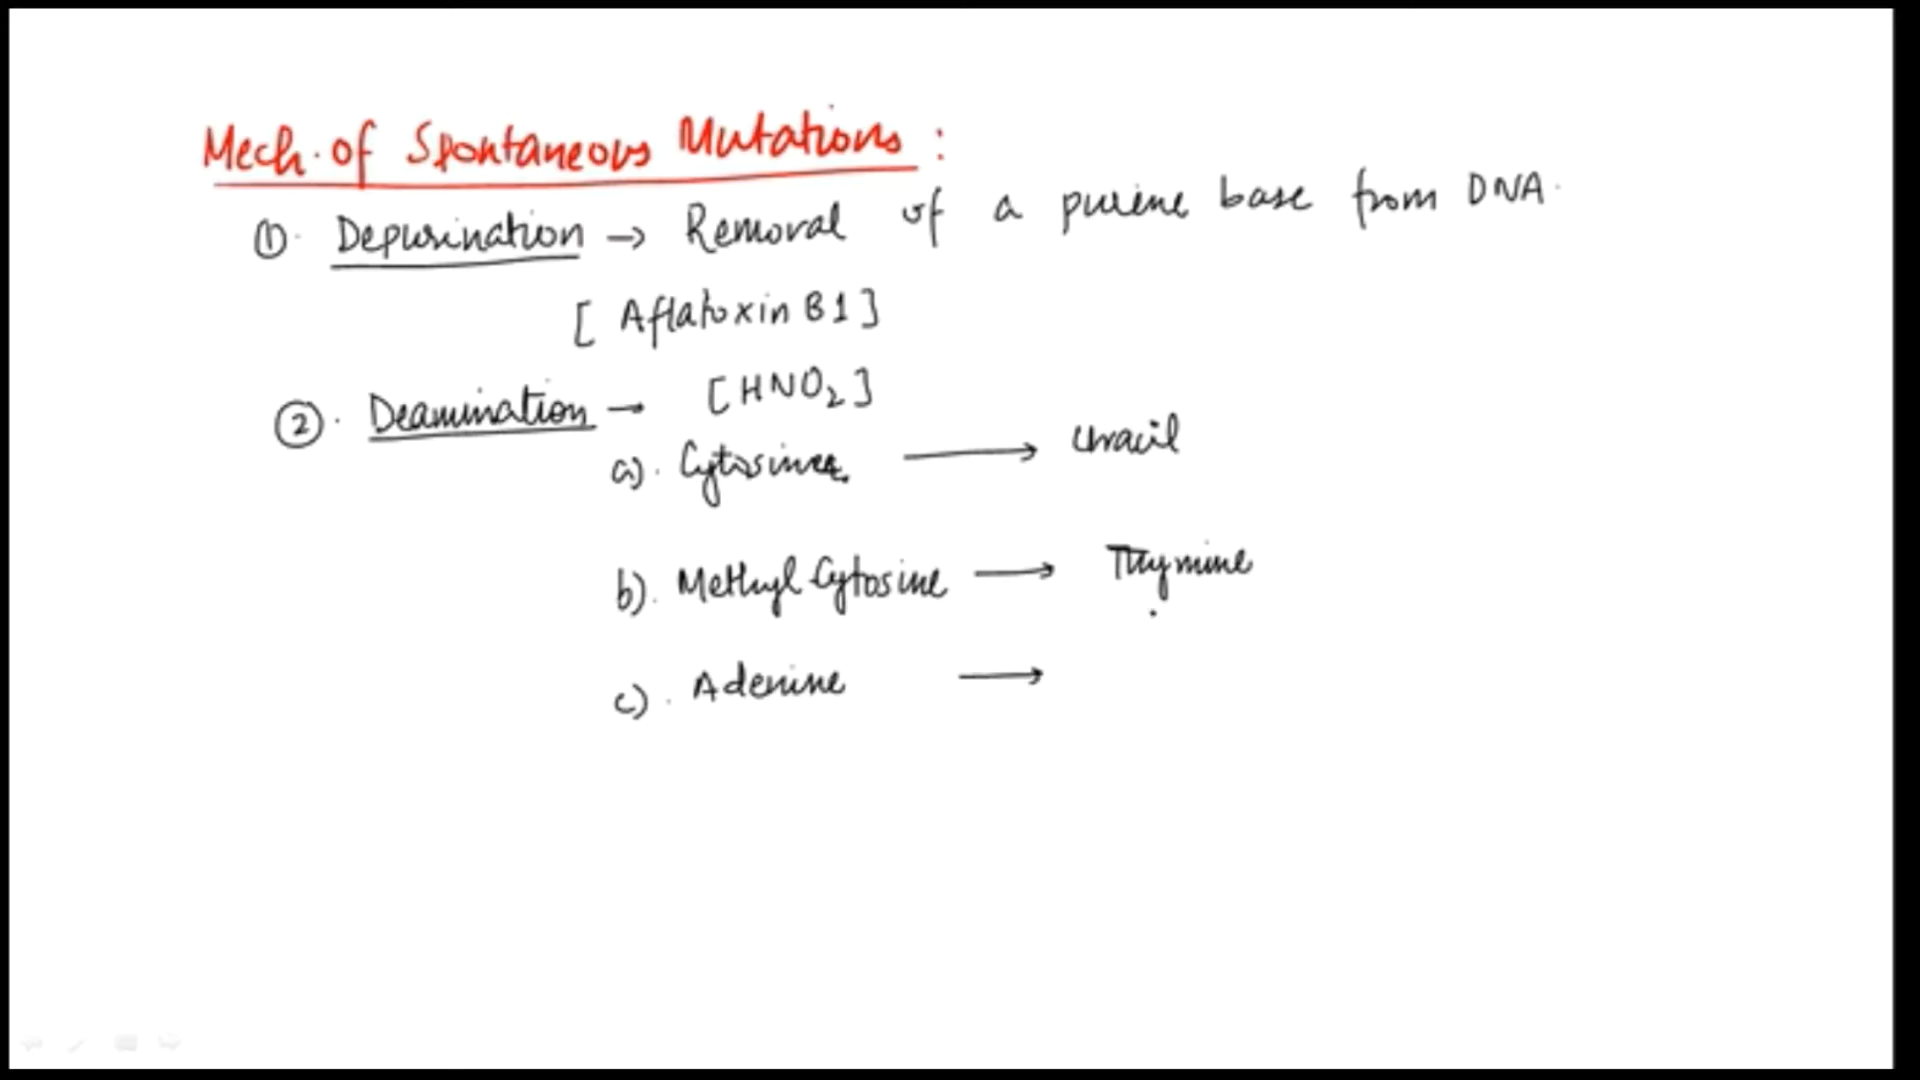 Mech. of Spontaneous Mutations :
①. Depurination → Removal of a purine base from DNA.
[ Aflatoxin B1 ]
②. Deamination → [HNO₂]
a). Cytosine → Uracil
b). Methyl Cytosine → Thymine
c). Adenine →